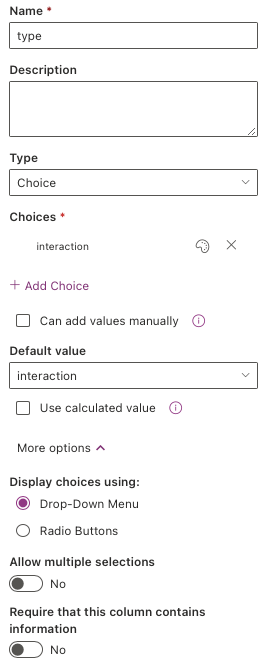 Name *
type
Description
Type
Choice
Choices *
interaction
+ Add Choice
Can add values manually
Default value
interaction
Use calculated value
More options
Display choices using:
Drop-Down Menu
Radio Buttons
Allow multiple selections
No
Require that this column contains
information
No